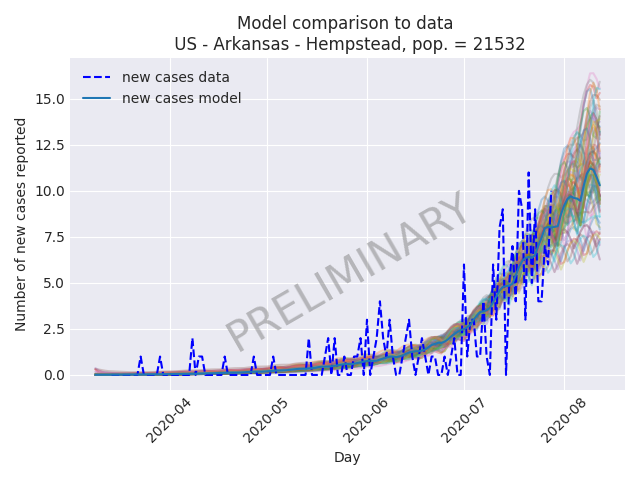 Model comparison to data
US - Arkansas - Hempstead, pop. = 21532
new cases data
new cases model
Number of new cases reported
15.0
12.5
10.0
7.5
5.0
2.5
0.0
PRELIMINARY
2020-04
2020-05
2020-06
2020-07
2020-08
Day